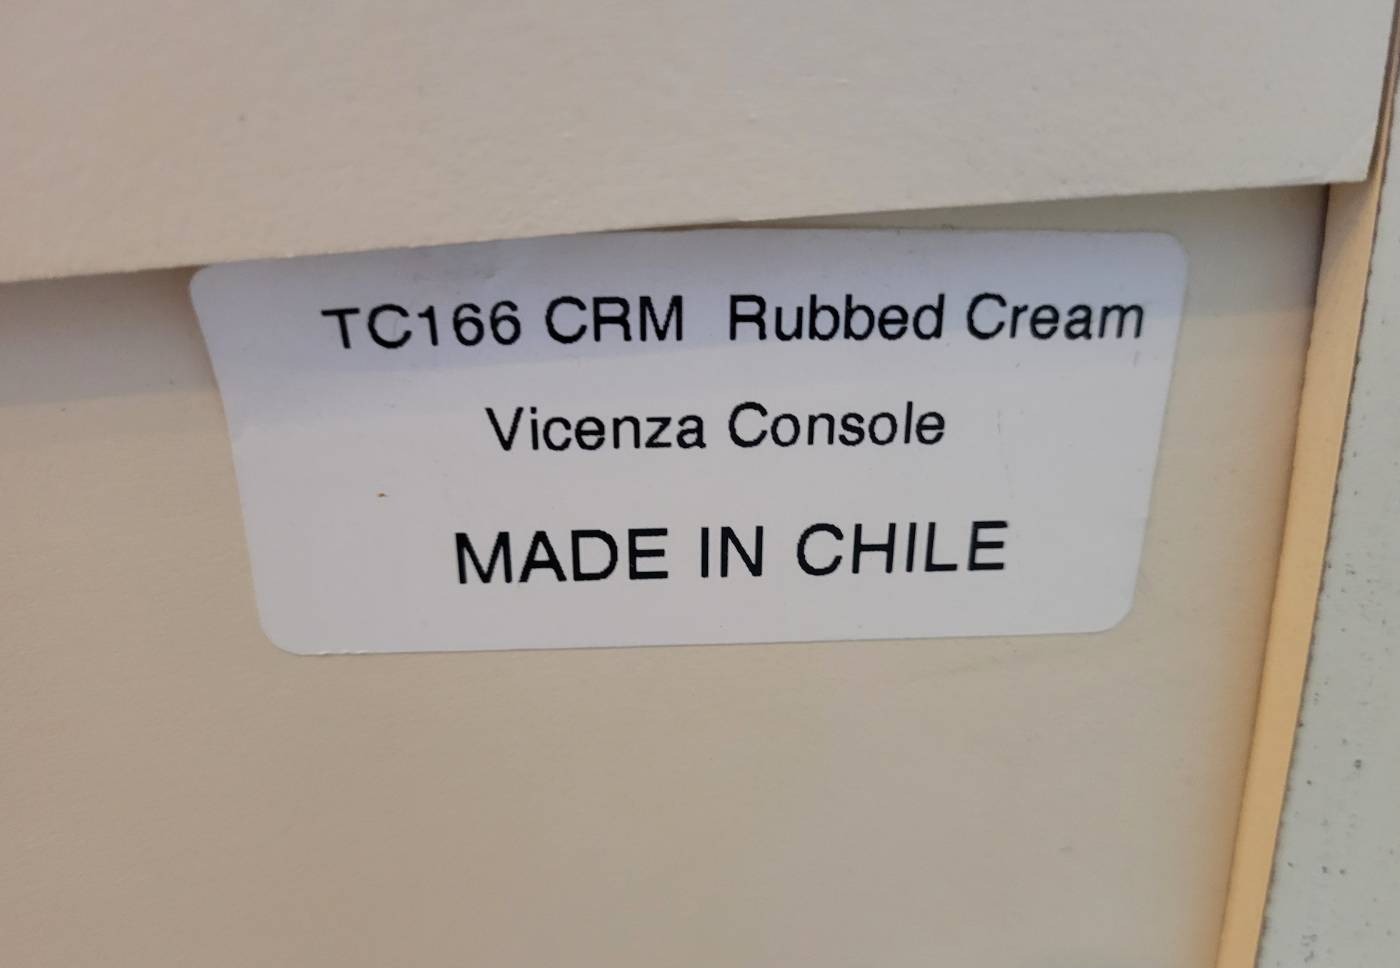 TC166 CRM Rubbed Cream
Vicenza Console
MADE IN CHILE